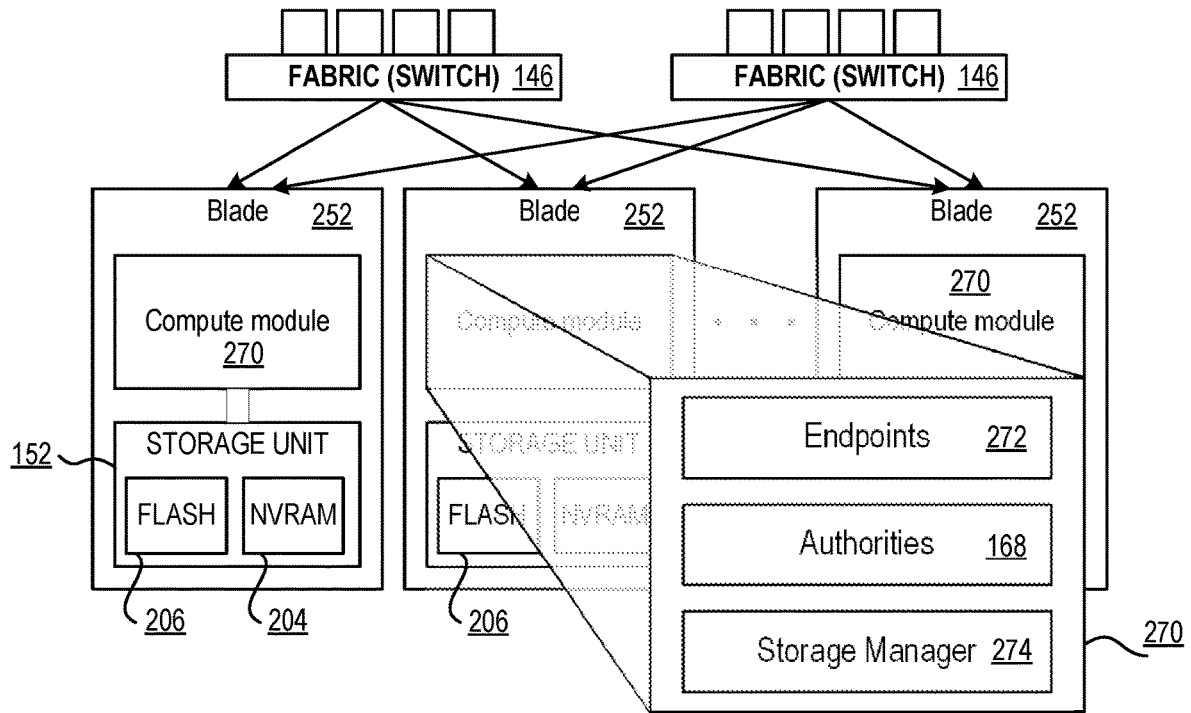 FABRIC (SWITCH) 146
FABRIC (SWITCH) 146
Blade 252
Blade 252
Blade 252
Compute module
270
Compute module
270
Compute module
STORAGE UNIT
152
FLASH
NVRAM
206
204
STORAGE UNIT
FLASH
NVRAM
206
Endpoints 272
Authorities 168
Storage Manager 274
270